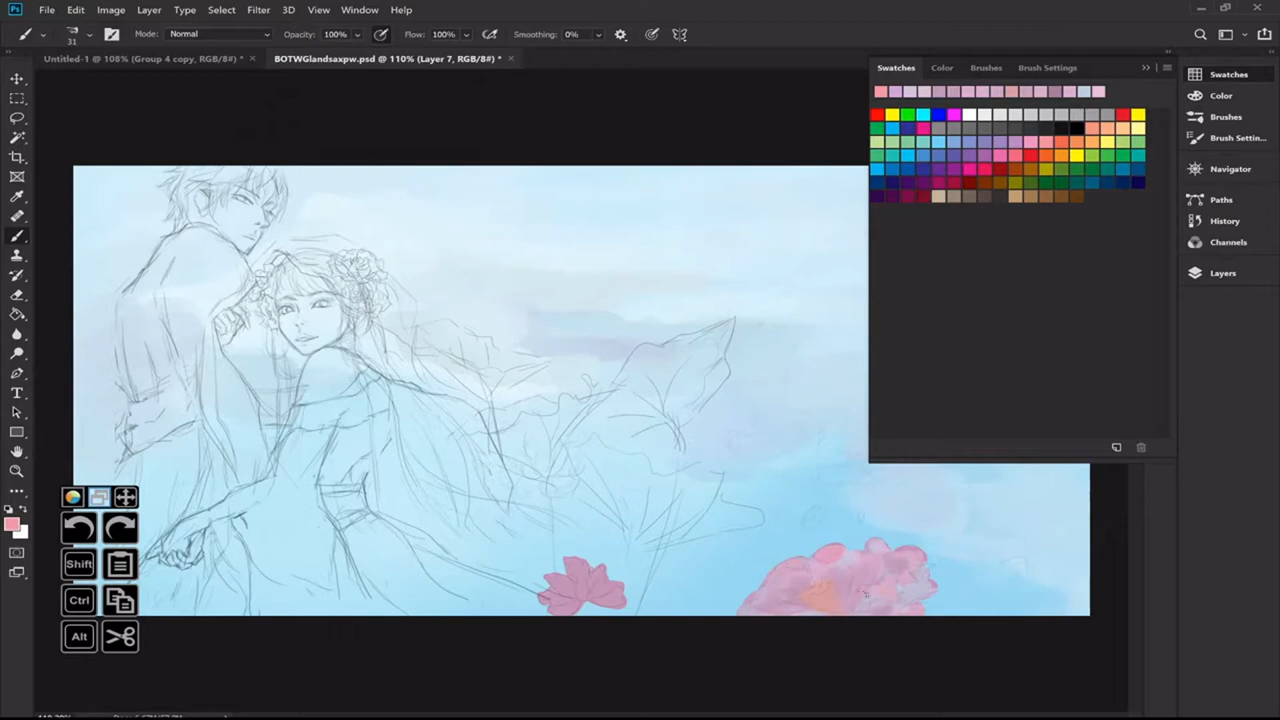 Ps File Edit Image Layer Type Select Filter 3D View Window Help
31 Mode: Normal Opacity: 100% Flow: 100% Smoothing: 0%
Untitled-1 @ 108% (Group 4 copy, RGB/8#) * × BOTWGlandsaxpw.psd @ 110% (Layer 7, RGB/8#) * ×
Swatches Color Brushes Brush Settings
Swatches
Color
Brushes
Brush Settin...
Navigator
Paths
History
Channels
Layers
Shift
Ctrl
Alt